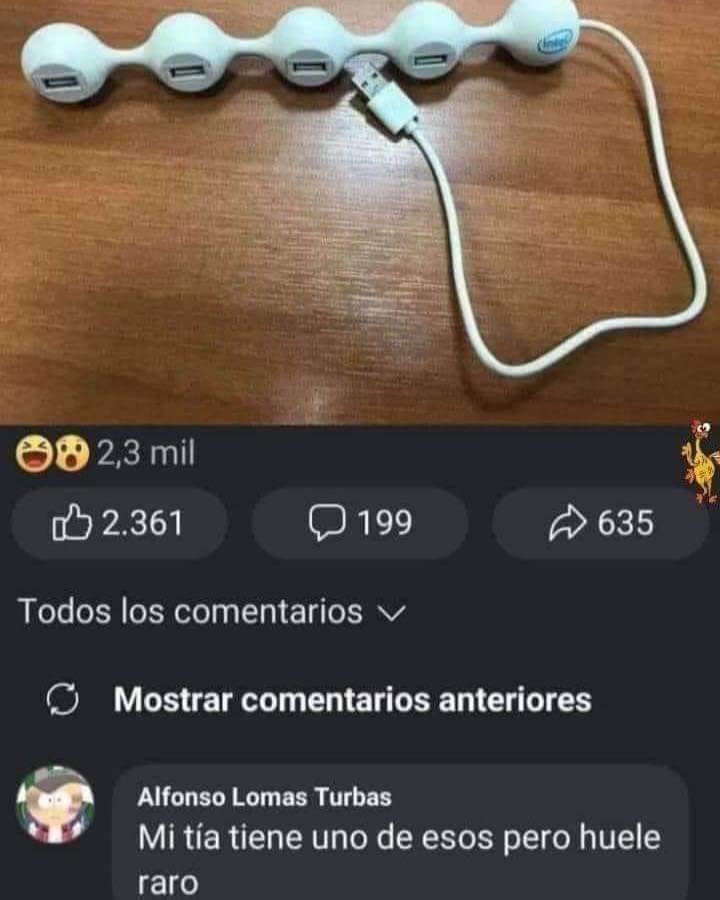 intel
2,3 mil
2.361
199
635
Todos los comentarios
Mostrar comentarios anteriores
Alfonso Lomas Turbas
Mi tía tiene uno de esos pero huele
raro